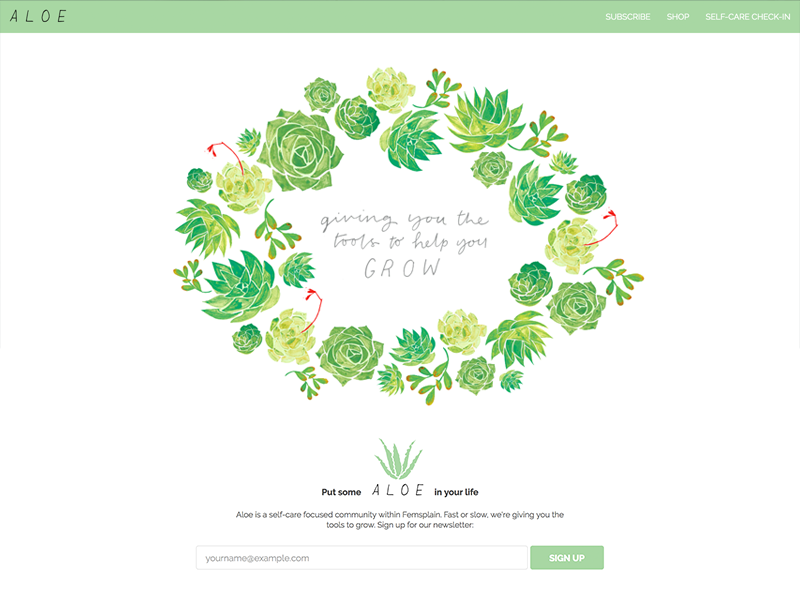 ALOE
SUBSCRIBE SHOP SELF-CARE CHECK-IN
giving you the
tools to help you
GROW
Put some ALOE in your life
Aloe is a self-care focused community within Femsplain. Fast or slow, we're giving you the
tools to grow. Sign up for our newsletter:
yourname@example.com SIGN UP